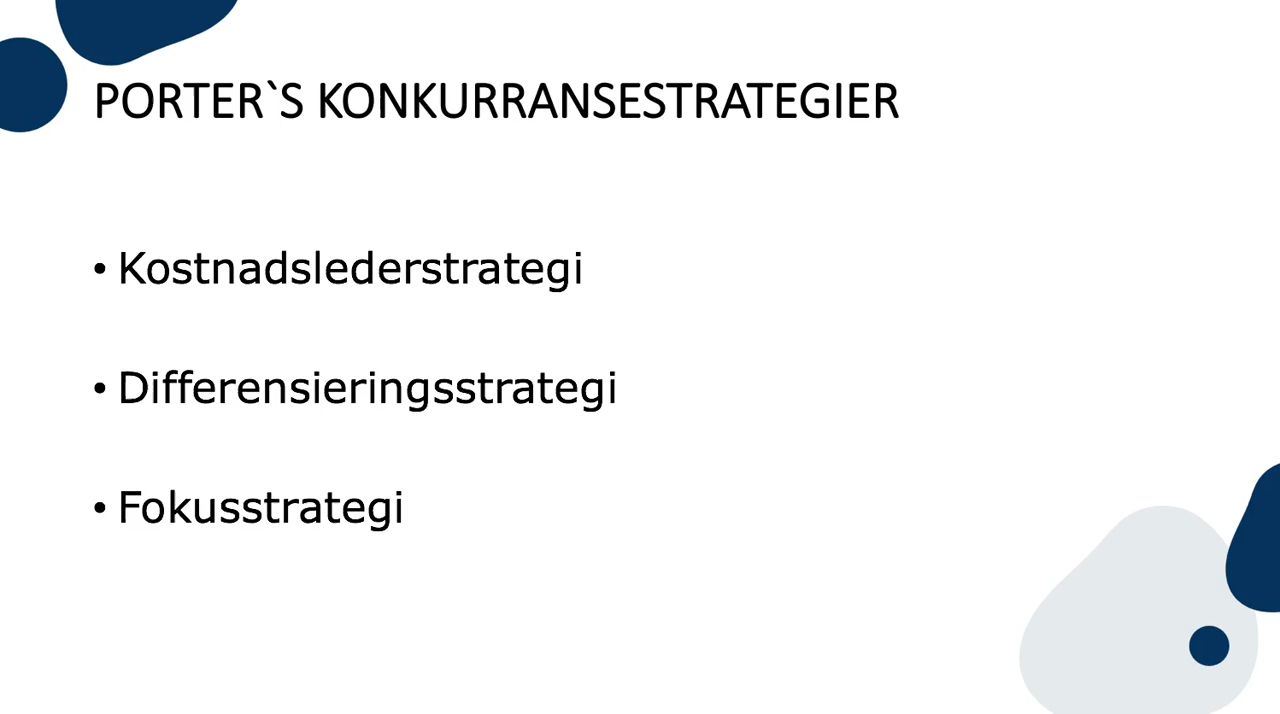 PORTER`S KONKURRANSESTRATEGIER
• Kostnadslederstrategi
• Differensieringsstrategi
• Fokusstrategi